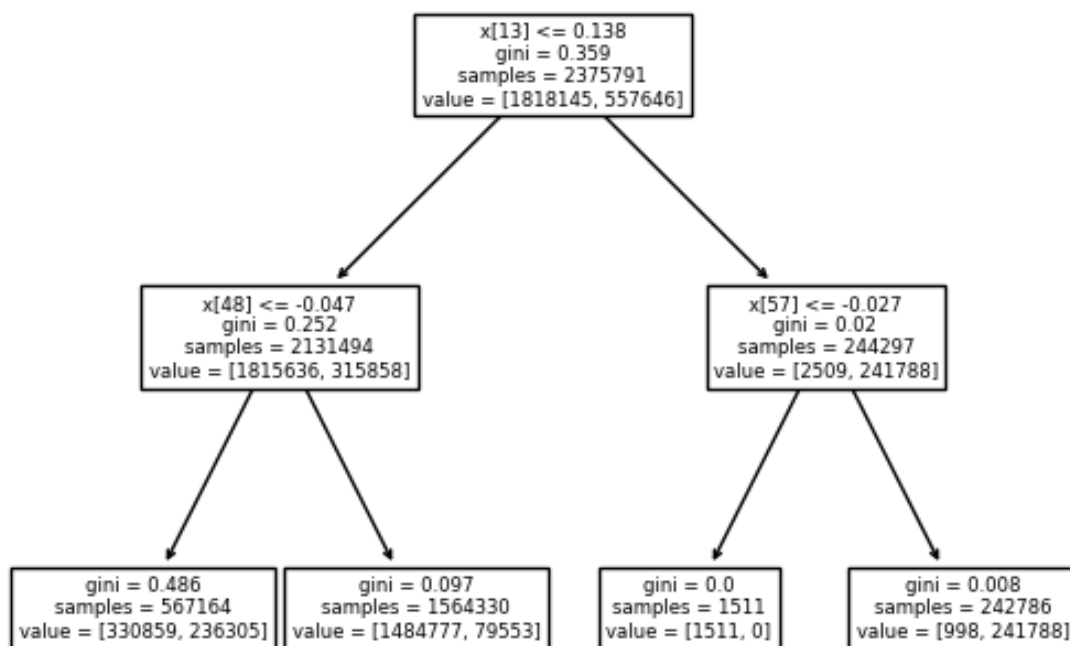 x[13] <= 0.138
gini = 0.359
samples = 2375791
value = [1818145, 557646]
x[48] <= -0.047
gini = 0.252
samples = 2131494
value = [1815636, 315858]
x[57] <= -0.027
gini = 0.02
samples = 244297
value = [2509, 241788]
gini = 0.486
samples = 567164
value = [330859, 236305]
gini = 0.097
samples = 1564330
value = [1484777, 79553]
gini = 0.0
samples = 1511
value = [1511, 0]
gini = 0.008
samples = 242786
value = [998, 241788]